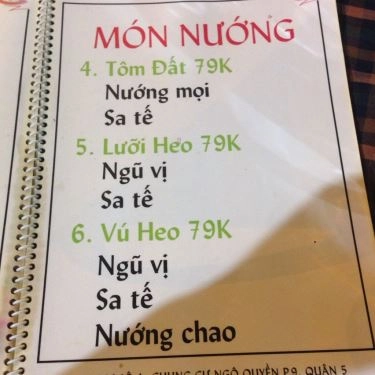 MÓN NƯỚNG
4. Tôm Đất 79K
Nướng mọi
Sa tế
5. Lưỡi Heo 79K
Ngũ vị
Sa tế
6. Vú Heo 79K
Ngũ vị
Sa tế
Nướng chao
CHUNG CƯ NGÔ QUYỀN P.9, QUẬN 5